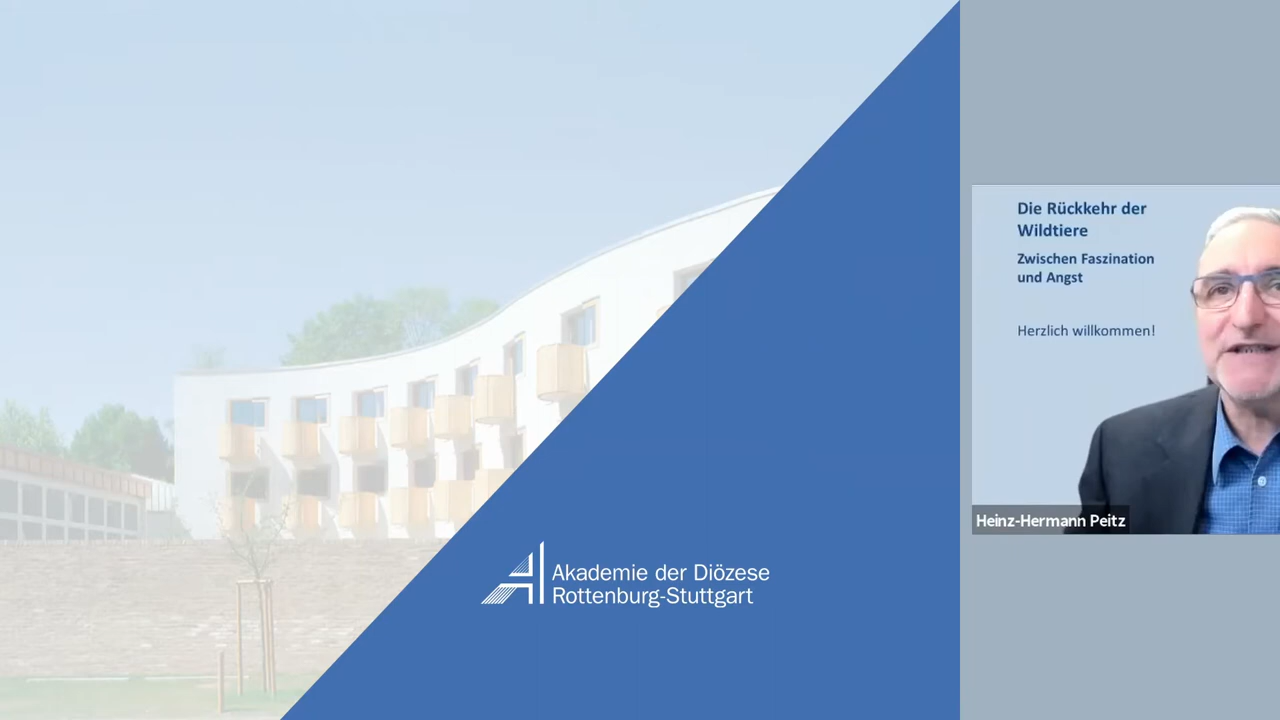 Akademie der Diözese
Rottenburg-Stuttgart
Die Rückkehr der
Wildtiere
Zwischen Faszination
und Angst
Herzlich willkommen!
Heinz-Hermann Peitz